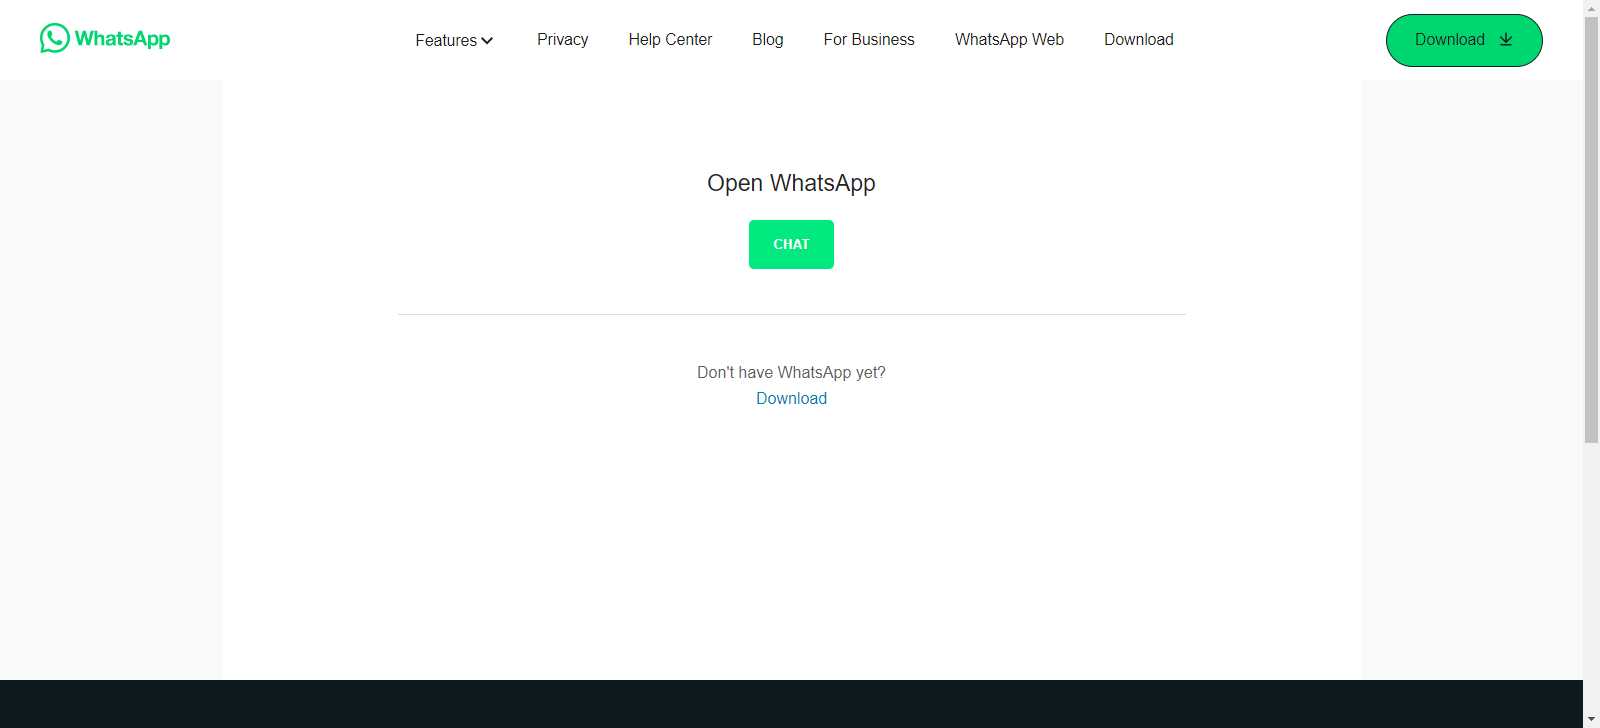 WhatsApp
Features
Privacy
Help Center
Blog
For Business
WhatsApp Web
Download
Download
Open WhatsApp
CHAT
Don't have WhatsApp yet?
Download